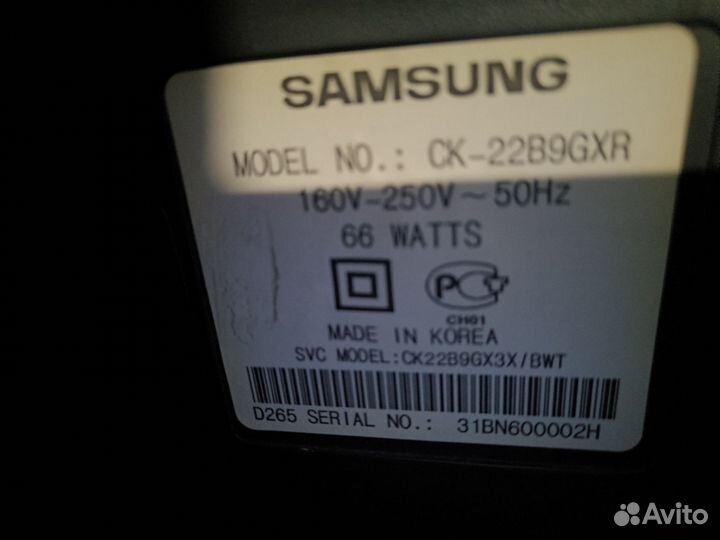 SAMSUNG
MODEL NO.: CK-22B9GXR
160V-250V~50Hz
66 WATTS
PC
CH01
MADE IN KOREA
SVC MODEL:CK22B9GX3X/BWT
D265 SERIAL NO.: 31BN600002H
Avito